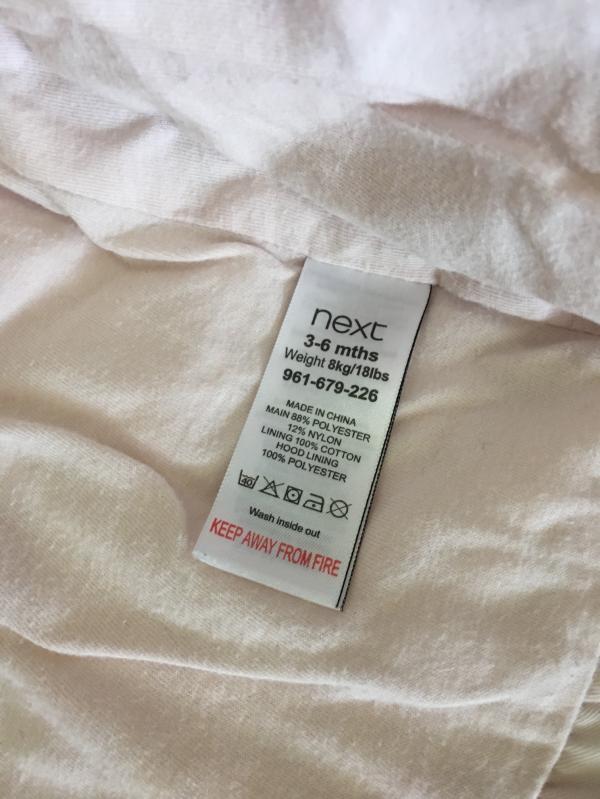 next
3-6 mths
Weight 8kg/18lbs
961-679-226
MADE IN CHINA
MAIN 88% POLYESTER
12% NYLON
LINING 100% COTTON
HOOD LINING
100% POLYESTER
40
Wash inside out
KEEP AWAY FROM FIRE